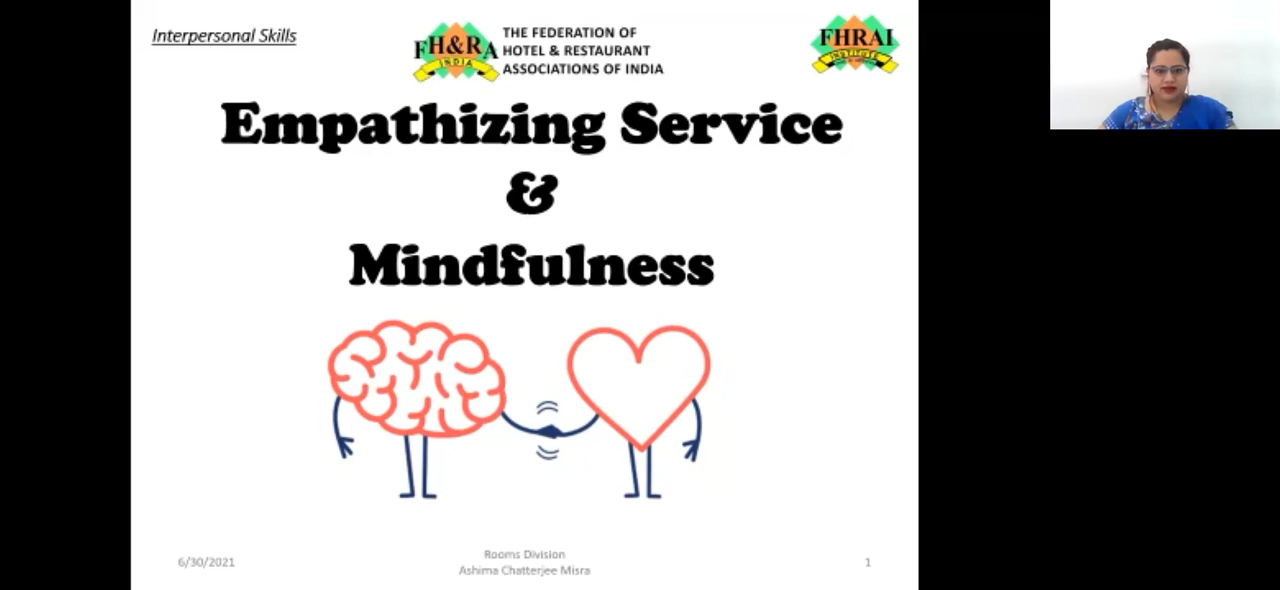 Interpersonal Skills
FH&RA
INDIA
THE FEDERATION OF
HOTEL & RESTAURANT
ASSOCIATIONS OF INDIA
FHRAI
INSTITUTE
Empathizing Service
&
Mindfulness
6/30/2021
Rooms Division
Ashima Chatterjee Misra
1